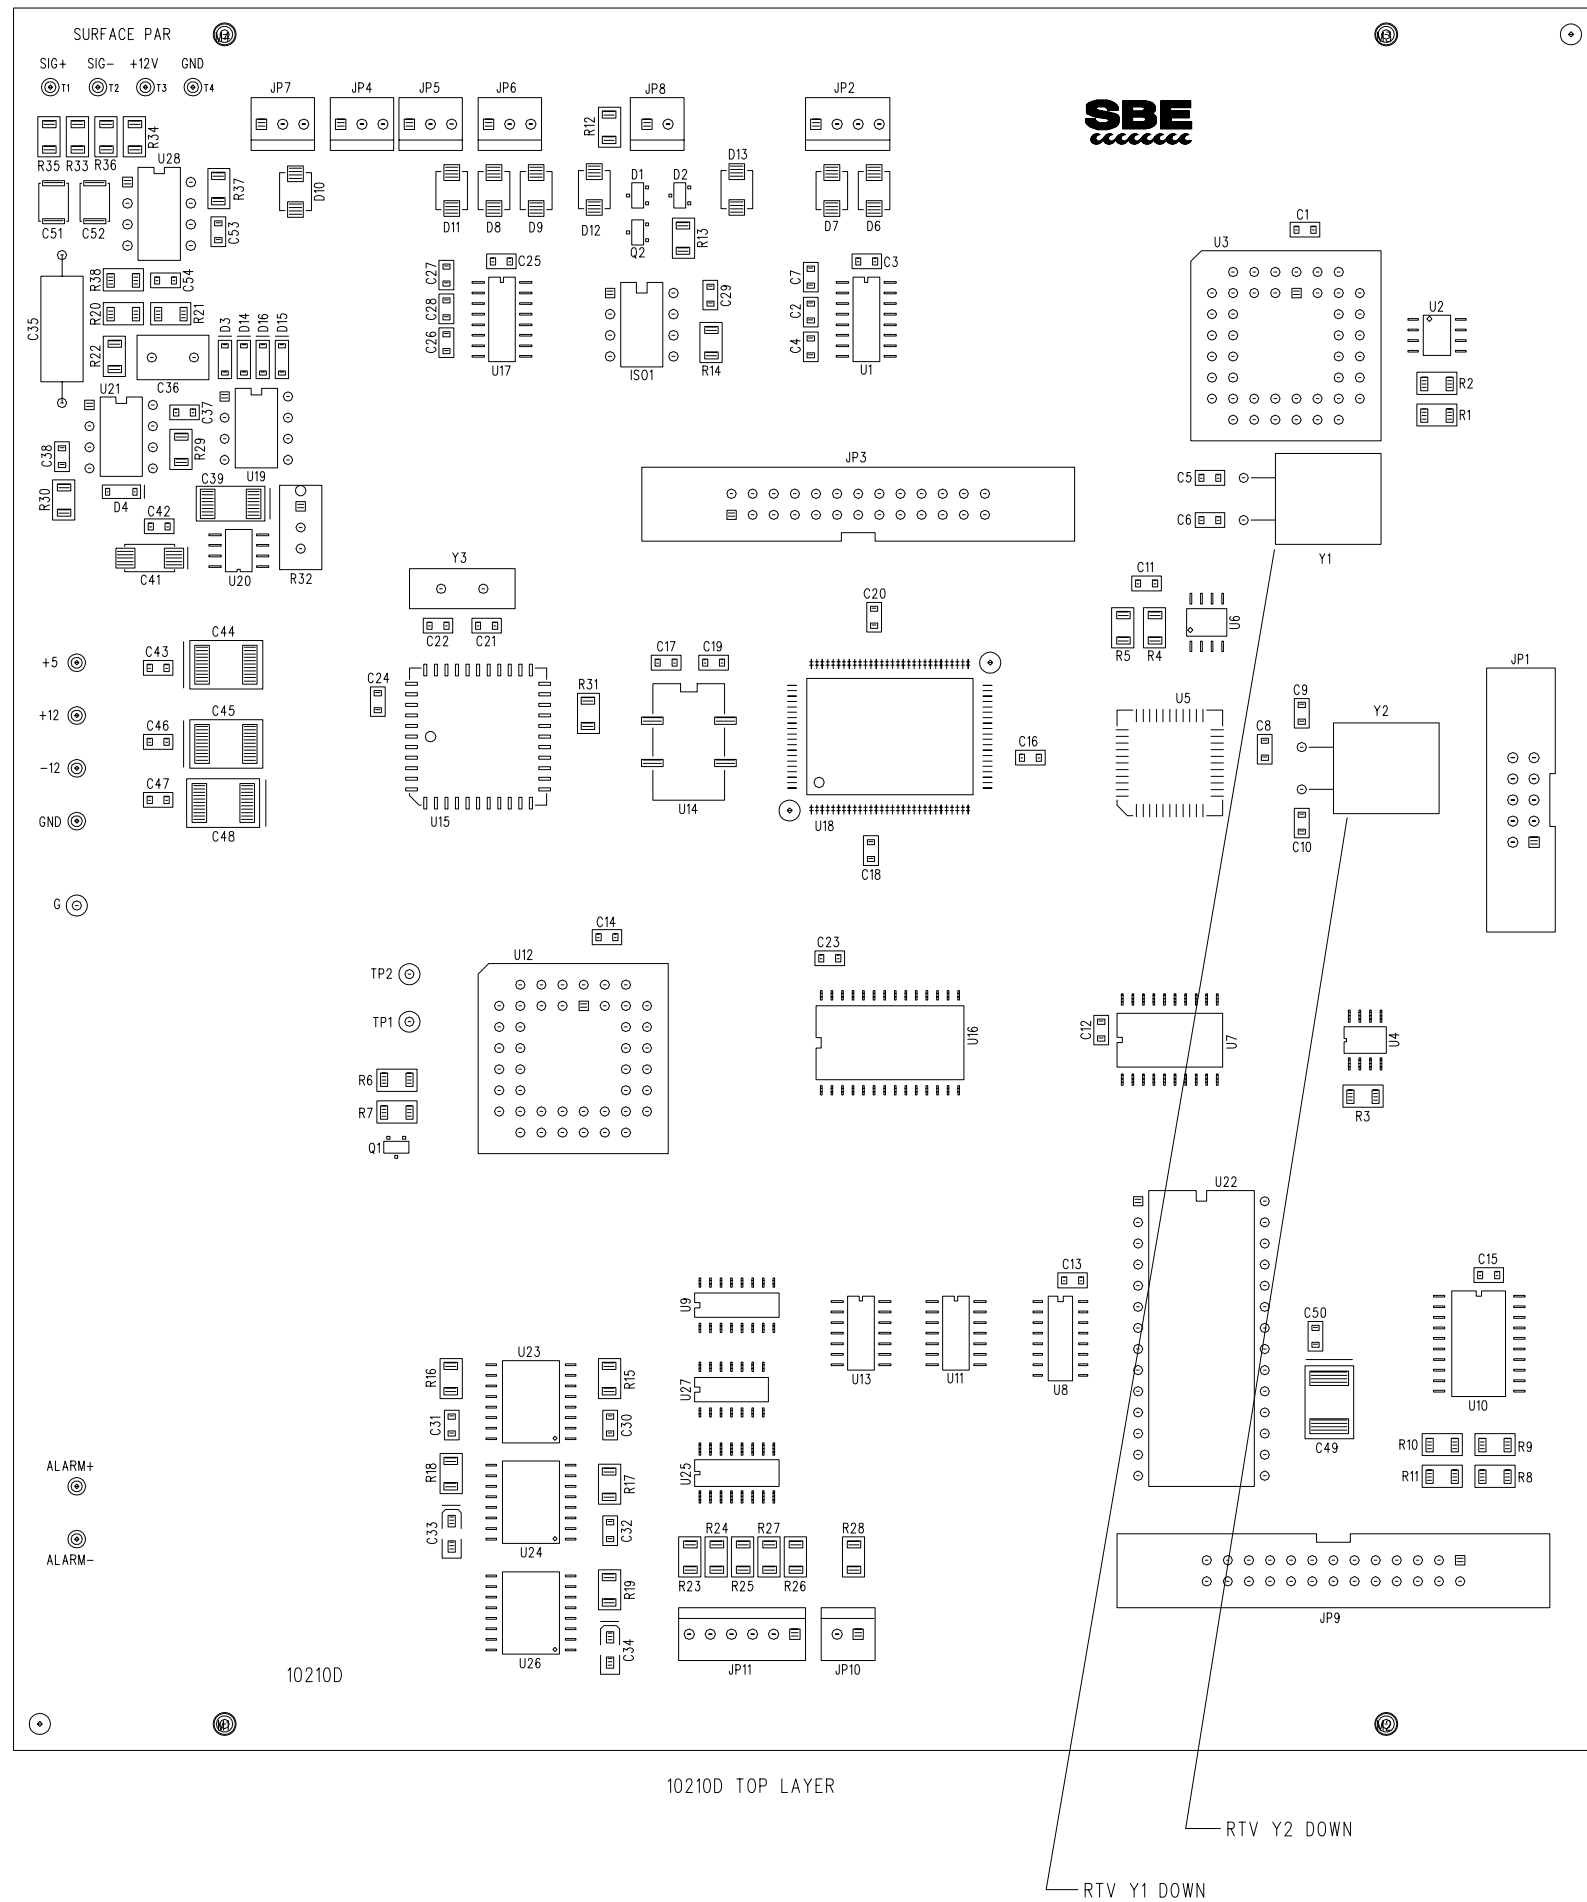 SURFACE PAR
M4
M3
SIG+ SIG- +12V GND
T1 T2 T3 T4
JP7 JP4 JP5 JP6 JP8 JP2
SBE
R12
R34
R35 R33 R36 U28
R37
D10
D13
D1 D2
C51 C52
C53
D11 D8 D9 D12
Q2
R13
D7 D6
C1
U3
R38
C54
C27
C25
C29
C7
C3
C35
R20
R21
D3 D14 D16 D15
C28
C2
U2
R22
C26
C4
C36
U17
ISO1
R14
U1
U21
R2
C37
R1
C38
R29
U19
JP3
C39
C5
R30
D4
C42
C6
C41
U20
R32
Y3
Y1
C11
C20
C22 C21
U6
C44
R5 R4
+5
C43
C17 C19
JP1
C24
R31
C9
U5
+12
C45
Y2
C46
C8
C16
-12
C47
GND
C48
U15
U14
U18
C10
C18
G
C14
U12
C23
TP2
TP1
U16
C12
U7
U4
R6
R7
R3
Q1
U22
C13
C15
U9
C50
U23
R16
R15
U27
U13 U11 U8
U10
C31
C30
C49
R10 R9
ALARM+
R18
R17
U25
R11 R8
C33
C32
R24 R27 R28
ALARM-
U24
R23 R25 R26
R19
JP9
C34
U26
JP11 JP10
10210D
M1
M2
10210D TOP LAYER
RTV Y2 DOWN
RTV Y1 DOWN